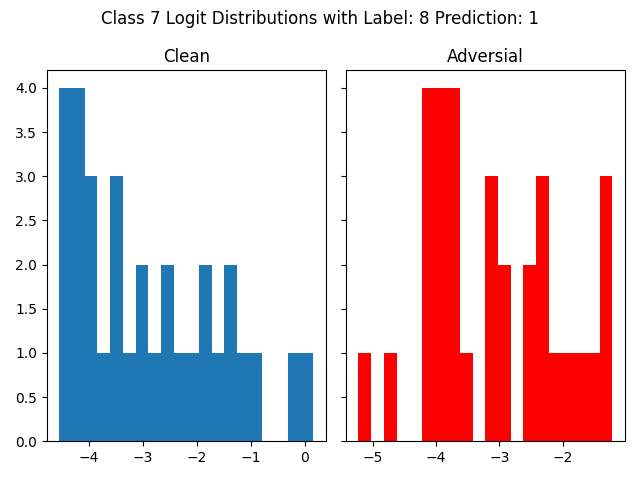 Class 7 Logit Distributions with Label: 8 Prediction: 1
Clean
Adversial
4.0
3.5
3.0
2.5
2.0
1.5
1.0
0.5
0.0
−4 −3 −2 −1 0
−5 −4 −3 −2